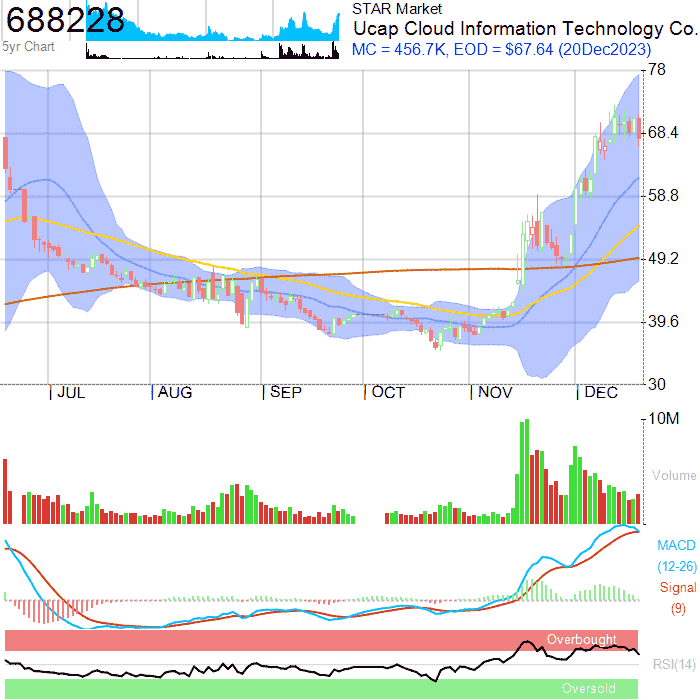 688228
5yr Chart
STAR Market
Ucap Cloud Information Technology Co.
MC = 456.7K, EOD = $67.64 (20Dec2023)
78
68.4
58.8
49.2
39.6
30
JUL AUG SEP OCT NOV DEC
10M
Volume
MACD
(12-26)
Signal
(9)
Overbought
RSI(14)
Oversold